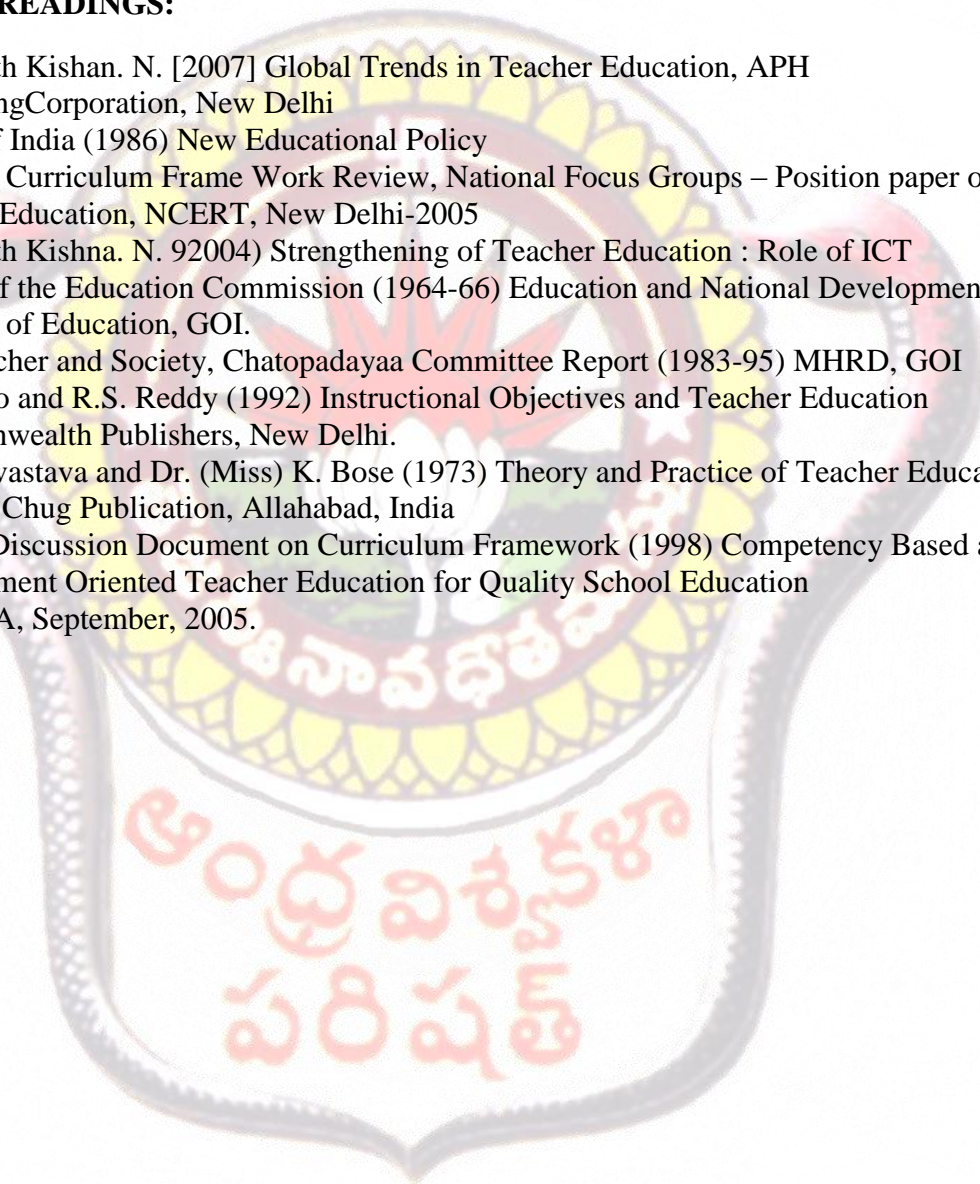 READINGS:
th Kishan. N. [2007] Global Trends in Teacher Education, APH
ngCorporation, New Delhi
f India (1986) New Educational Policy
Curriculum Frame Work Review, National Focus Groups – Position paper o
Education, NCERT, New Delhi-2005
th Kishna. N. 92004) Strengthening of Teacher Education : Role of ICT
of the Education Commission (1964-66) Education and National Developmen
of Education, GOI.
cher and Society, Chatopadayaa Committee Report (1983-95) MHRD, GOI
o and R.S. Reddy (1992) Instructional Objectives and Teacher Education
nwealth Publishers, New Delhi.
vastava and Dr. (Miss) K. Bose (1973) Theory and Practice of Teacher Educa
Chug Publication, Allahabad, India
Discussion Document on Curriculum Framework (1998) Competency Based a
ment Oriented Teacher Education for Quality School Education
A, September, 2005.
ఆంధ్ర విశ్వకళా
పరిషత్